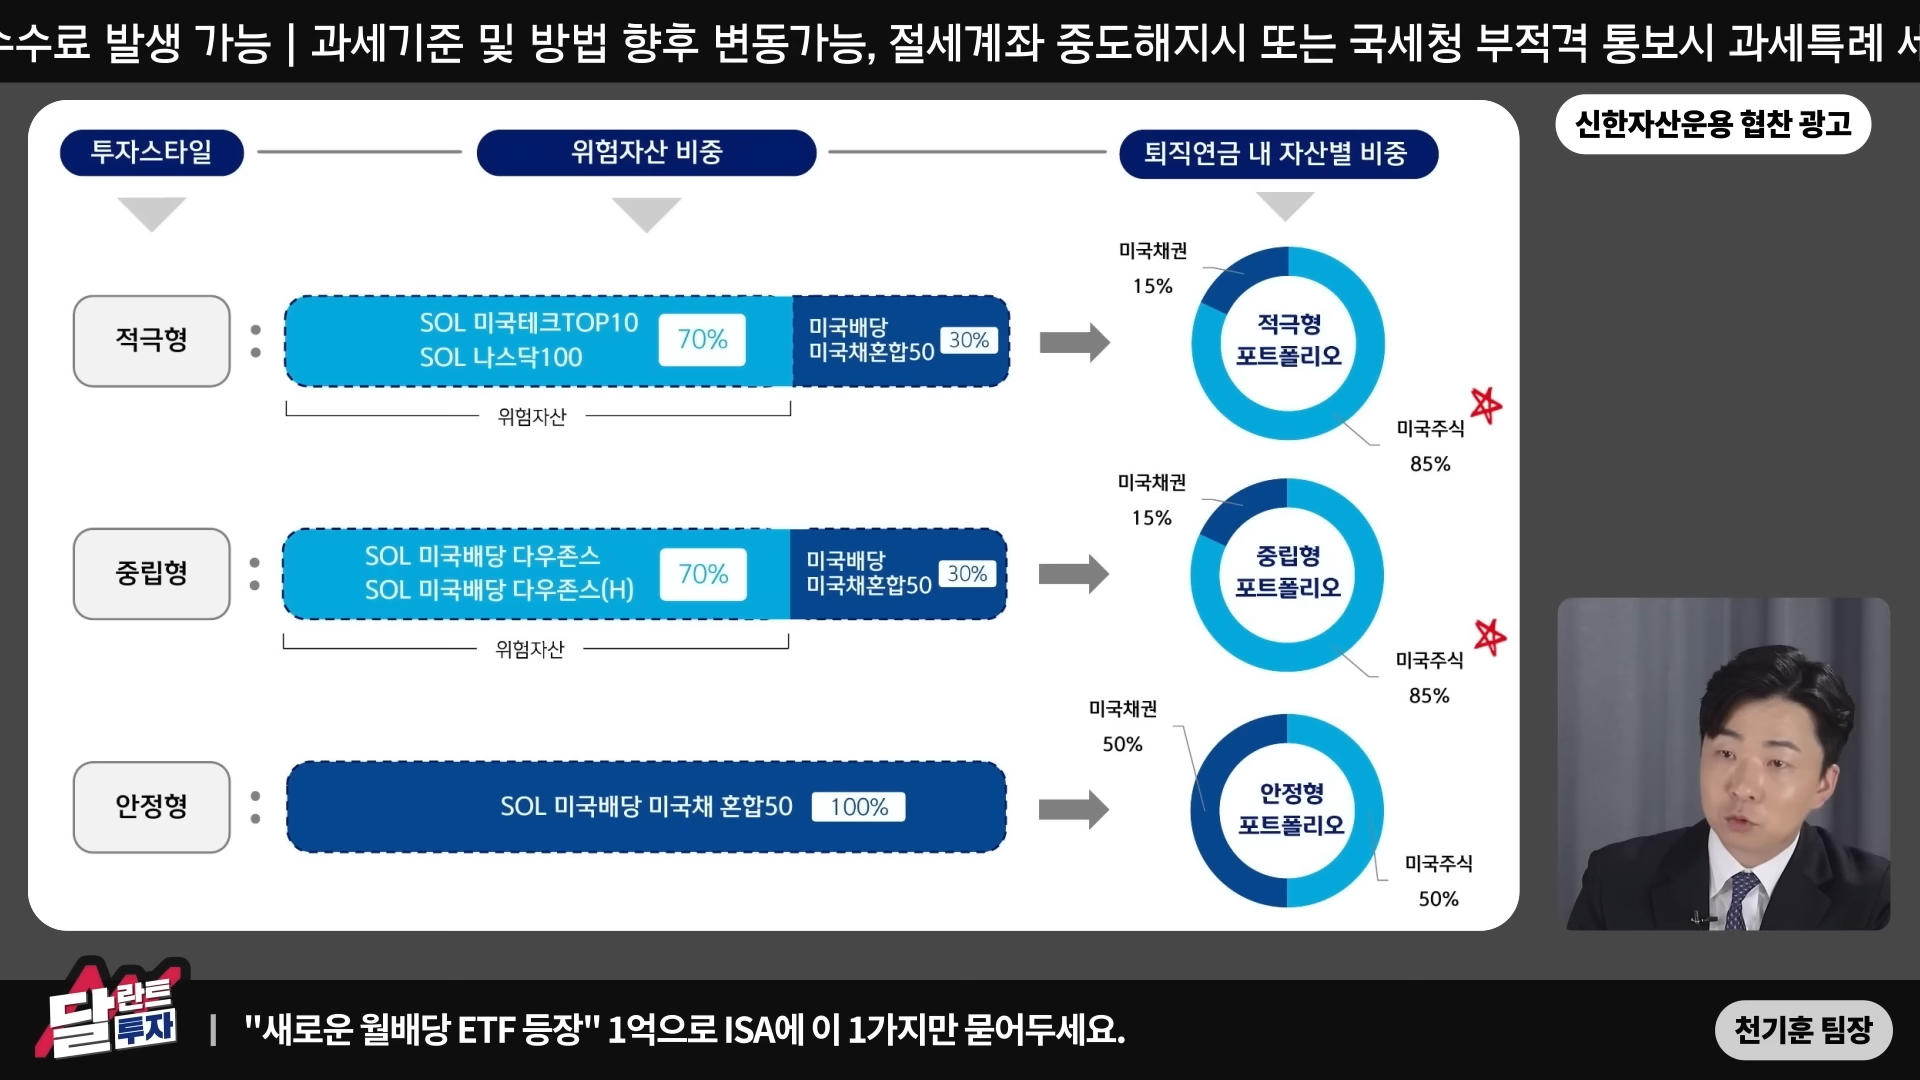 수수료 발생 가능 | 과세기준 및 방법 향후 변동가능, 절세계좌 중도해지시 또는 국세청 부적격 통보시 과세특례
신한자산운용 협찬 광고
투자스타일
위험자산 비중
퇴직연금 내 자산별 비중
적극형
SOL 미국테크TOP10
SOL 나스닥100
70%
미국배당
미국채혼합50
30%
위험자산
미국채권
15%
적극형
포트폴리오
미국주식
85%
중립형
SOL 미국배당 다우존스
SOL 미국배당 다우존스(H)
70%
미국배당
미국채혼합50
30%
위험자산
미국채권
15%
중립형
포트폴리오
미국주식
85%
안정형
SOL 미국배당 미국채 혼합50
100%
미국채권
50%
안정형
포트폴리오
미국주식
50%
달란트
투자
| "새로운 월배당 ETF 등장" 1억으로 ISA에 이 1가지만 묻어두세요.
천기훈 팀장